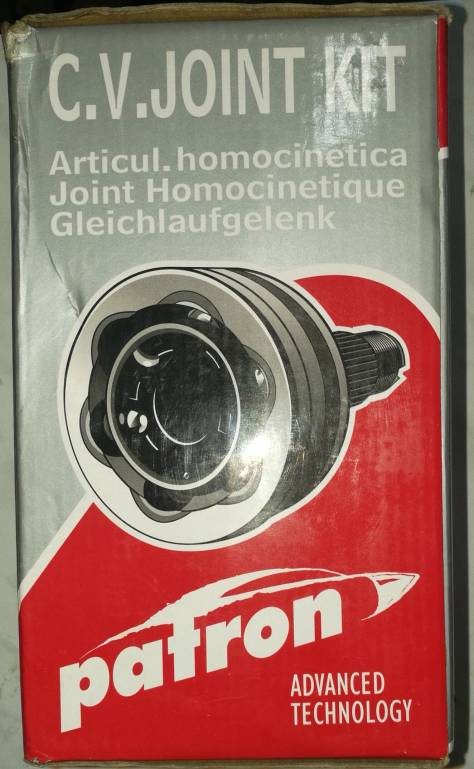 C.V.JOINT KIT
Articul. homocinetica
Joint Homocinetique
Gleichlaufgelenk
patron
ADVANCED
TECHNOLOGY